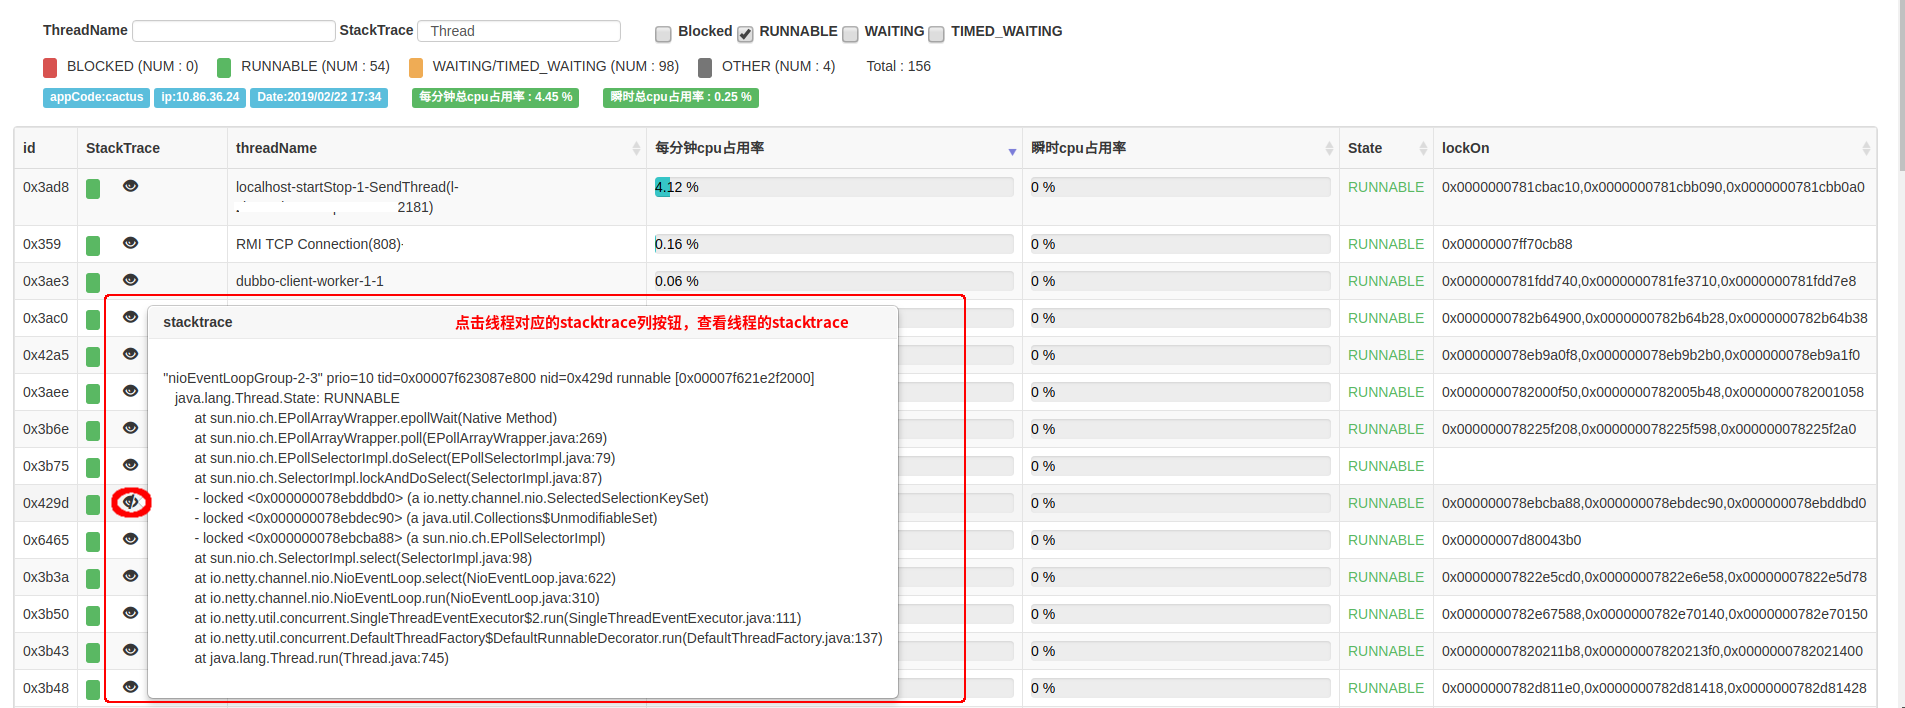 ThreadName StackTrace Thread Blocked RUNNABLE WAITING TIMED_WAITING
BLOCKED (NUM : 0) RUNNABLE (NUM : 54) WAITING/TIMED_WAITING (NUM : 98) OTHER (NUM : 4) Total : 156
appCode:cactus ip:10.86.36.24 Date:2019/02/22 17:34 每分钟总cpu占用率 : 4.45 % 瞬时总cpu占用率 : 0.25 %
id StackTrace threadName 每分钟cpu占用率 瞬时cpu占用率 State lockOn
0x3ad8 localhost-startStop-1-SendThread(l- 4.12 % 0 % RUNNABLE 0x0000000781cbac10,0x0000000781cbb090,0x0000000781cbb0a0
2181)
0x359 RMI TCP Connection(808)- 0.16 % 0 % RUNNABLE 0x00000007ff70cb88
0x3ae3 dubbo-client-worker-1-1 0.06 % 0 % RUNNABLE 0x0000000781fdd740,0x0000000781fe3710,0x0000000781fdd7e8
0x3ac0 0 % RUNNABLE 0x0000000782b64900,0x0000000782b64b28,0x0000000782b64b38
0x42a5 0 % RUNNABLE 0x000000078eb9a0f8,0x000000078eb9b2b0,0x000000078eb9a1f0
0x3aee 0 % RUNNABLE 0x0000000782000f50,0x0000000782005b48,0x0000000782001058
0x3b6e 0 % RUNNABLE 0x000000078225f208,0x000000078225f598,0x000000078225f2a0
0x3b75 0 % RUNNABLE
0x429d 0 % RUNNABLE 0x000000078ebcba88,0x000000078ebdec90,0x000000078ebddbd0
0x6465 0 % RUNNABLE 0x00000007d80043b0
0x3b3a 0 % RUNNABLE 0x00000007822e5cd0,0x00000007822e6e58,0x00000007822e5d78
0x3b50 0 % RUNNABLE 0x0000000782e67588,0x0000000782e70140,0x0000000782e70150
0x3b43 0 % RUNNABLE 0x00000007820211b8,0x00000007820213f0,0x0000000782021400
0x3b48 0 % RUNNABLE 0x0000000782d811e0,0x0000000782d81418,0x0000000782d81428
stacktrace 点击线程对应的stacktrace列按钮，查看线程的stacktrace
"nioEventLoopGroup-2-3" prio=10 tid=0x00007f623087e800 nid=0x429d runnable [0x00007f621e2f2000]
java.lang.Thread.State: RUNNABLE
at sun.nio.ch.EPollArrayWrapper.epollWait(Native Method)
at sun.nio.ch.EPollArrayWrapper.poll(EPollArrayWrapper.java:269)
at sun.nio.ch.EPollSelectorImpl.doSelect(EPollSelectorImpl.java:79)
at sun.nio.ch.SelectorImpl.lockAndDoSelect(SelectorImpl.java:87)
- locked <0x000000078ebddbd0> (a io.netty.channel.nio.SelectedSelectionKeySet)
- locked <0x000000078ebdec90> (a java.util.Collections$UnmodifiableSet)
- locked <0x000000078ebcba88> (a sun.nio.ch.EPollSelectorImpl)
at sun.nio.ch.SelectorImpl.select(SelectorImpl.java:98)
at io.netty.channel.nio.NioEventLoop.select(NioEventLoop.java:622)
at io.netty.channel.nio.NioEventLoop.run(NioEventLoop.java:310)
at io.netty.util.concurrent.SingleThreadEventExecutor$2.run(SingleThreadEventExecutor.java:111)
at io.netty.util.concurrent.DefaultThreadFactory$DefaultRunnableDecorator.run(DefaultThreadFactory.java:137)
at java.lang.Thread.run(Thread.java:745)